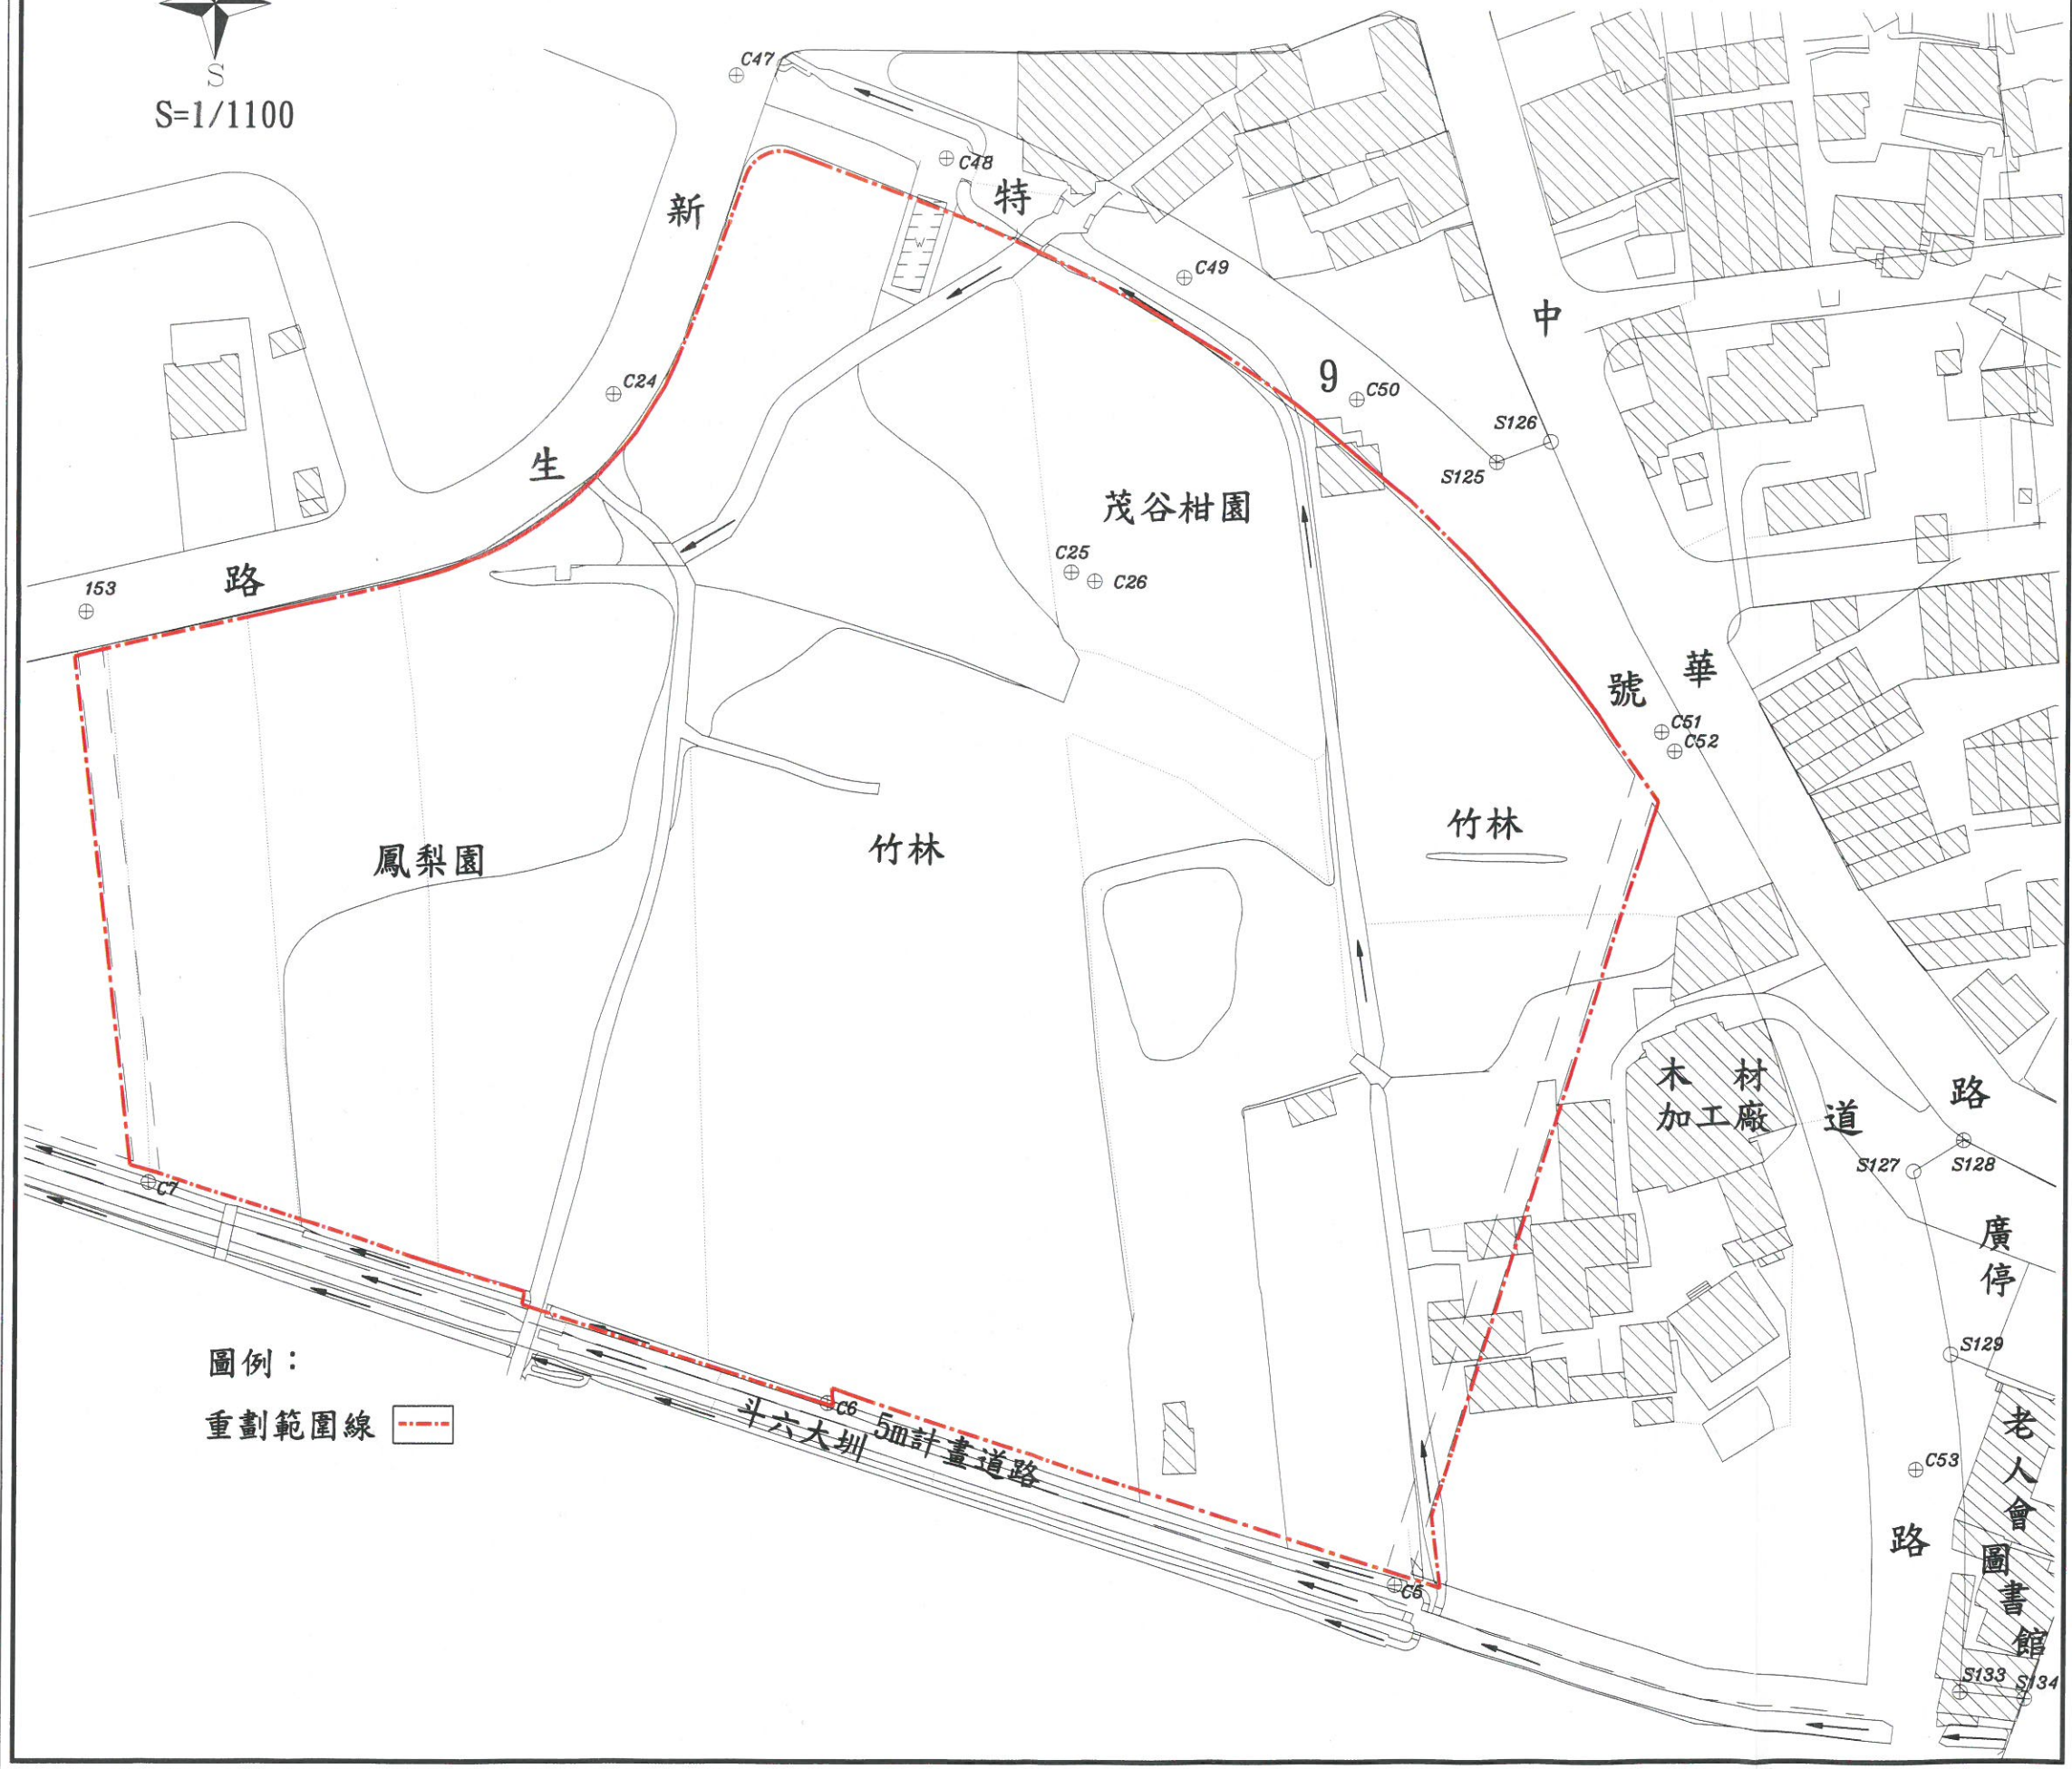 S
S=1/1100
C47
C48
特
新
C49
中
9
C24
C50
S126
S125
生
茂谷柑園
C25
C26
路
153
號
華
C51
C52
鳳梨園
竹林
竹林
W
木材
加工廠
道
路
S127
S128
C7
廣停
圖例：
重劃範圍線
S129
C6
斗六大圳
5m計畫道路
C53
老人會
圖書館
路
C5
S133
S134